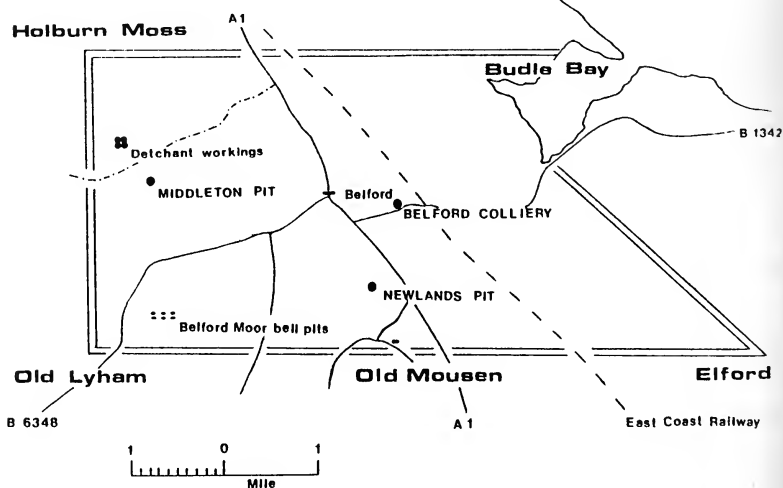 A1
Holburn Moss
Budle Bay
B 1342
Detchant workings
MIDDLETON PIT
Belford
BELFORD COLLIERY
NEWLANDS PIT
Belford Moor bell pits
Old Lyham
Old Mousen
Elford
B 6348
A1
East Coast Railway
1 0 1
Mile